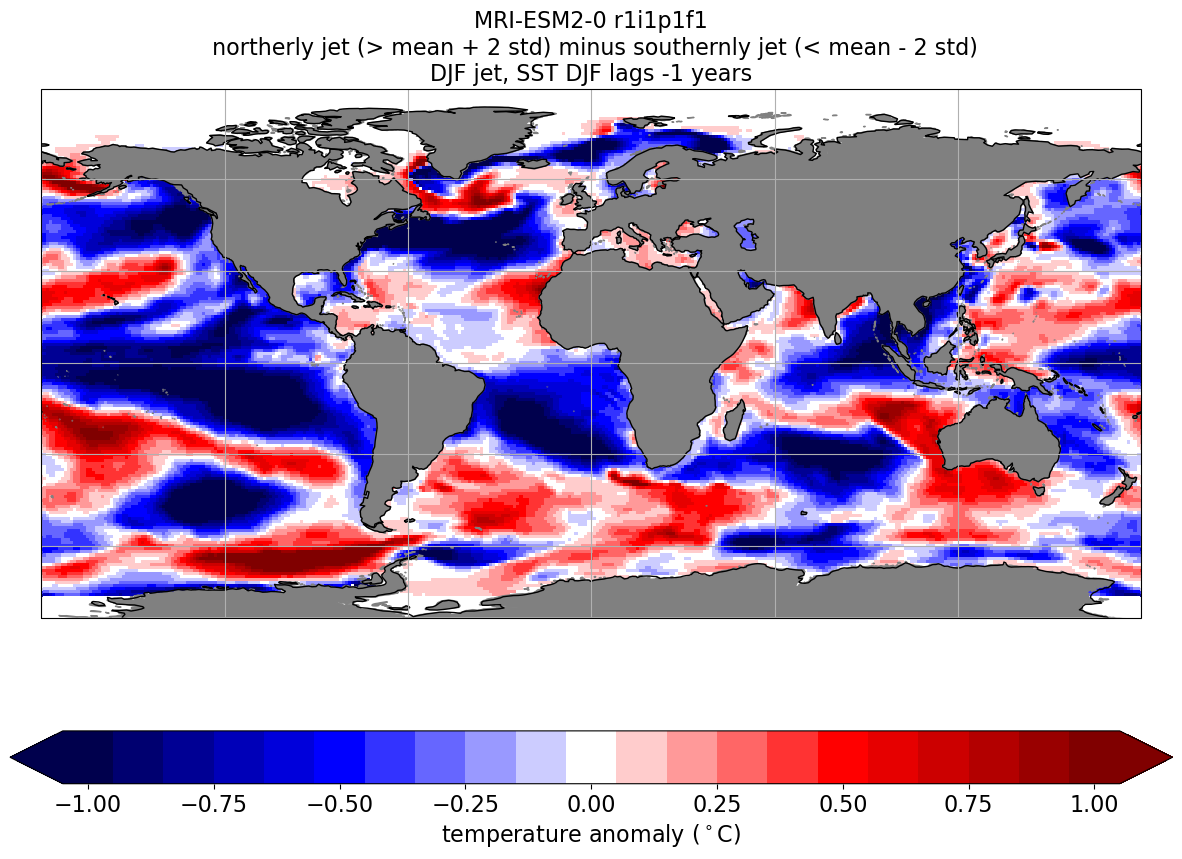 MRI-ESM2-0 r1i1p1f1
northerly jet (> mean + 2 std) minus southernly jet (< mean - 2 std)
DJF jet, SST DJF lags -1 years
−1.00 −0.75 −0.50 −0.25 0.00 0.25 0.50 0.75 1.00
temperature anomaly (°C)